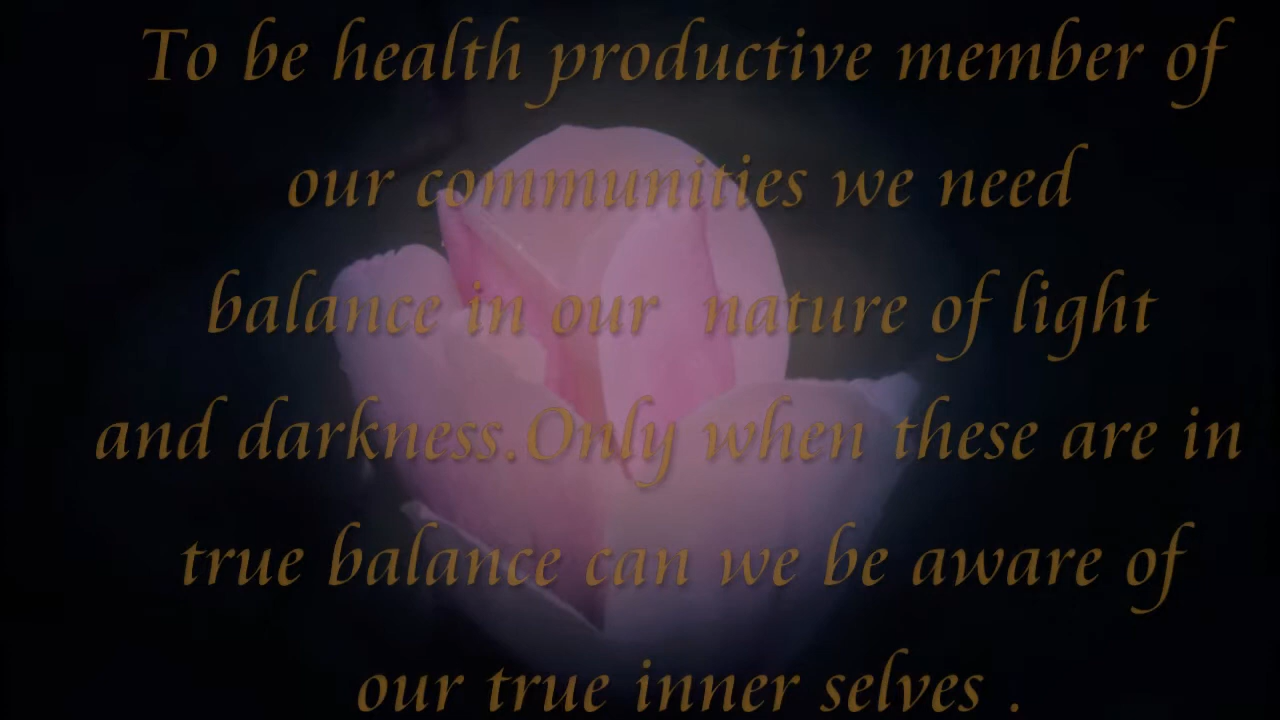 To be health productive member of
our communities we need
balance in our nature of light
and darkness.Only when these are in
true balance can we be aware of
our true inner selves .